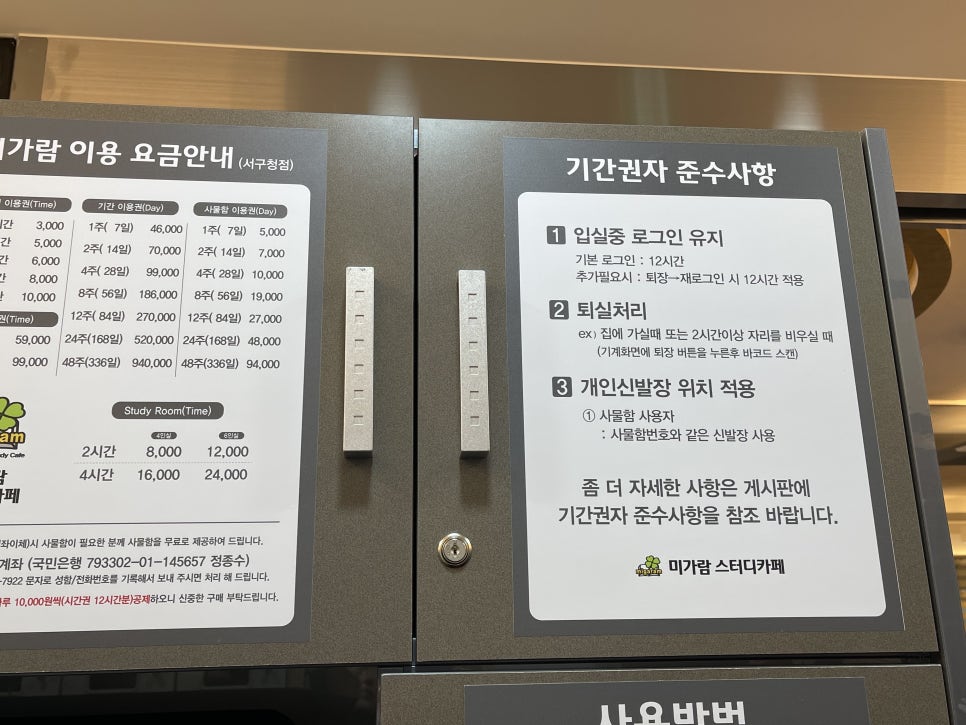 가람 이용 요금안내 (서구청점)
이용권(Time)
3,000
5,000
6,000
8,000
10,000
(Time)
59,000
99,000
기간 이용권(Day)
1주( 7일) 46,000
2주( 14일) 70,000
4주( 28일) 99,000
8주( 56일) 186,000
12주( 84일) 270,000
24주(168일) 520,000
48주(336일) 940,000
사물함 이용권(Day)
1주( 7일) 5,000
2주( 14일) 7,000
4주( 28일) 10,000
8주( 56일) 19,000
12주( 84일) 27,000
24주(168일) 48,000
48주(336일) 94,000
Study Room(Time)
4인실 6인실
2시간 8,000 12,000
4시간 16,000 24,000
좌이체)시 사물함이 필요한 분께 사물함을 무료로 제공하여 드립니다.
계좌 (국민은행 793302-01-145657 정종수)
-7922 문자로 성함/전화번호를 기록해서 보내 주시면 처리 해 드립니다.
10,000원씩(시간권 12시간분)공제하오니 신중한 구매 부탁드립니다.
기간권자 준수사항
1 입실중 로그인 유지
기본 로그인 : 12시간
추가필요시 : 퇴장→재로그인 시 12시간 적용
2 퇴실처리
ex) 집에 가실때 또는 2시간이상 자리를 비우실 때
(기계화면에 퇴장 버튼을 누른후 바코드 스캔)
3 개인신발장 위치 적용
① 사물함 사용자
: 사물함번호와 같은 신발장 사용
좀 더 자세한 사항은 게시판에
기간권자 준수사항을 참조 바랍니다.
migaram 미가람 스터디카페
사용방법